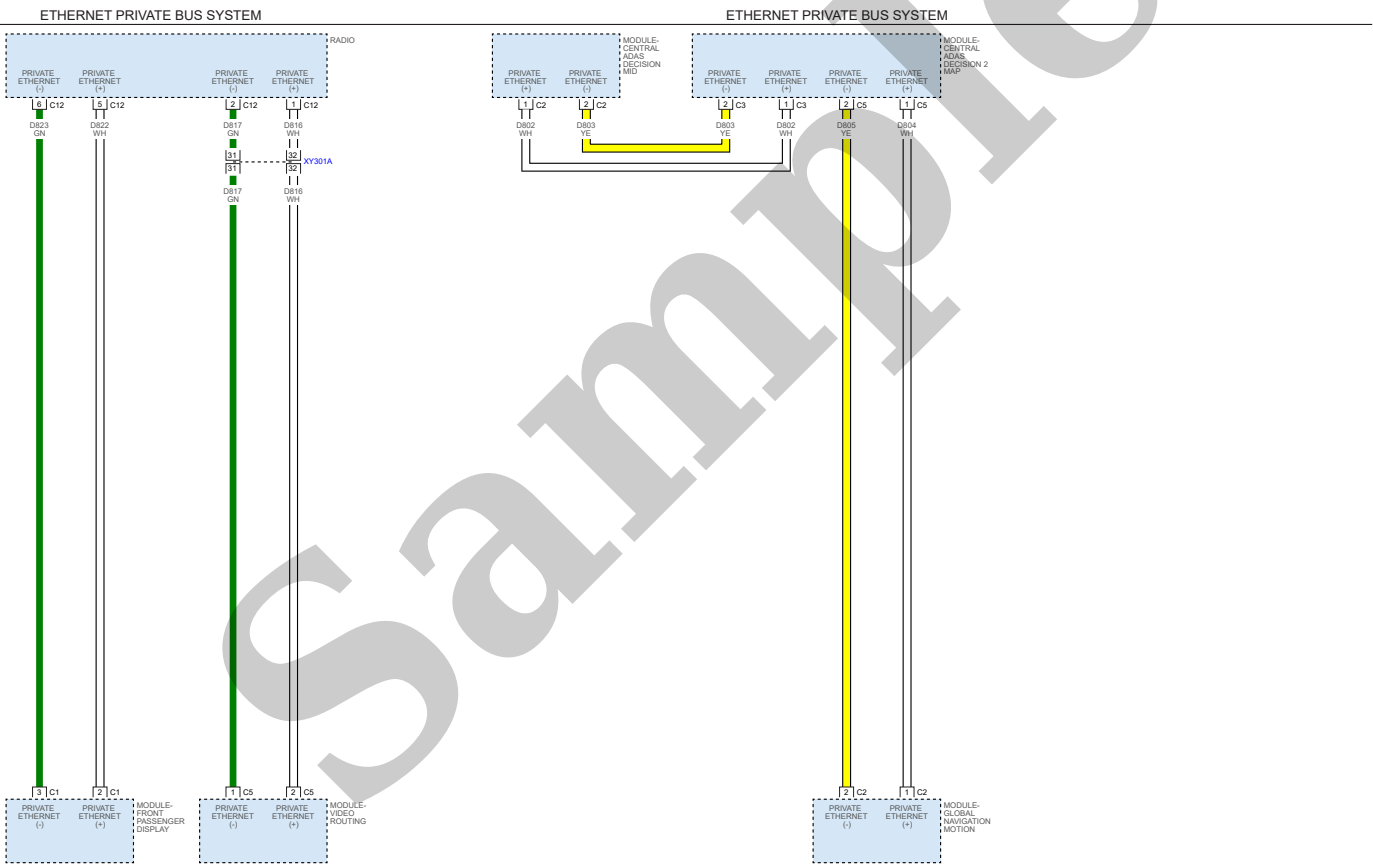 ETHERNET PRIVATE BUS SYSTEM
ETHERNET PRIVATE BUS SYSTEM
RADIO
PRIVATE
ETHERNET
(-)
PRIVATE
ETHERNET
(+)
PRIVATE
ETHERNET
(-)
PRIVATE
ETHERNET
(+)
6 C12
5 C12
2 C12
1 C12
D823
GN
D822
WH
D817
GN
D816
WH
31
32
XY301A
31
32
D817
GN
D816
WH
MODULE-
CENTRAL
ADAS
DECISION
MID
PRIVATE
ETHERNET
(+)
PRIVATE
ETHERNET
(-)
1 C2
2 C2
D802
WH
D803
YE
MODULE-
CENTRAL
ADAS
DECISION 2
MAP
PRIVATE
ETHERNET
(-)
PRIVATE
ETHERNET
(+)
PRIVATE
ETHERNET
(-)
PRIVATE
ETHERNET
(+)
2 C3
1 C3
2 C5
1 C5
D803
YE
D802
WH
D805
YE
D804
WH
Sample
3 C1
2 C1
PRIVATE
ETHERNET
(-)
PRIVATE
ETHERNET
(+)
MODULE-
FRONT
PASSENGER
DISPLAY
1 C5
2 C5
PRIVATE
ETHERNET
(-)
PRIVATE
ETHERNET
(+)
MODULE-
VIDEO
ROUTING
2 C2
1 C2
PRIVATE
ETHERNET
(-)
PRIVATE
ETHERNET
(+)
MODULE-
GLOBAL
NAVIGATION
MOTION